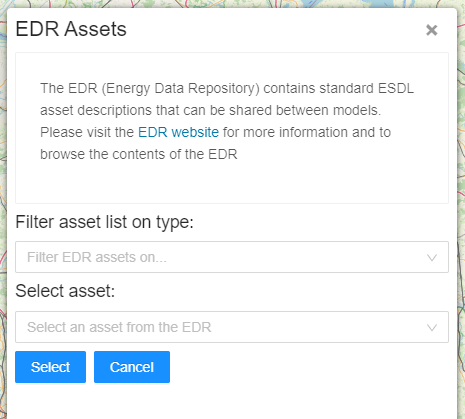 EDR Assets
The EDR (Energy Data Repository) contains standard ESDL
asset descriptions that can be shared between models.
Please visit the EDR website for more information and to
browse the contents of the EDR
Filter asset list on type:
Filter EDR assets on...
Select asset:
Select an asset from the EDR
Select Cancel